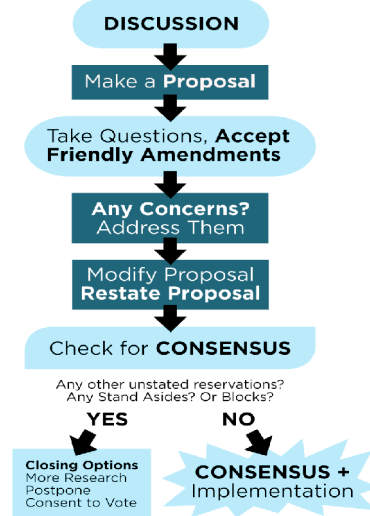 DISCUSSION
Make a Proposal
Take Questions, Accept
Friendly Amendments
Any Concerns?
Address Them
Modify Proposal
Restate Proposal
Check for CONSENSUS
Any other unstated reservations?
Any Stand Asides? Or Blocks?
YES
NO
Closing Options
More Research
Postpone
Consent to Vote
CONSENSUS +
Implementation